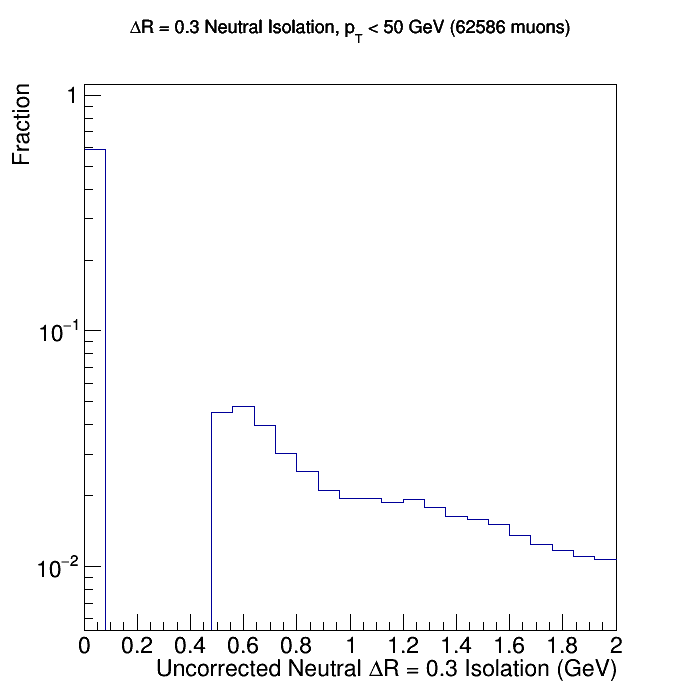 ΔR = 0.3 Neutral Isolation, p_T < 50 GeV (62586 muons)
Fraction
1
10⁻¹
10⁻²
0 0.2 0.4 0.6 0.8 1 1.2 1.4 1.6 1.8 2
Uncorrected Neutral ΔR = 0.3 Isolation (GeV)